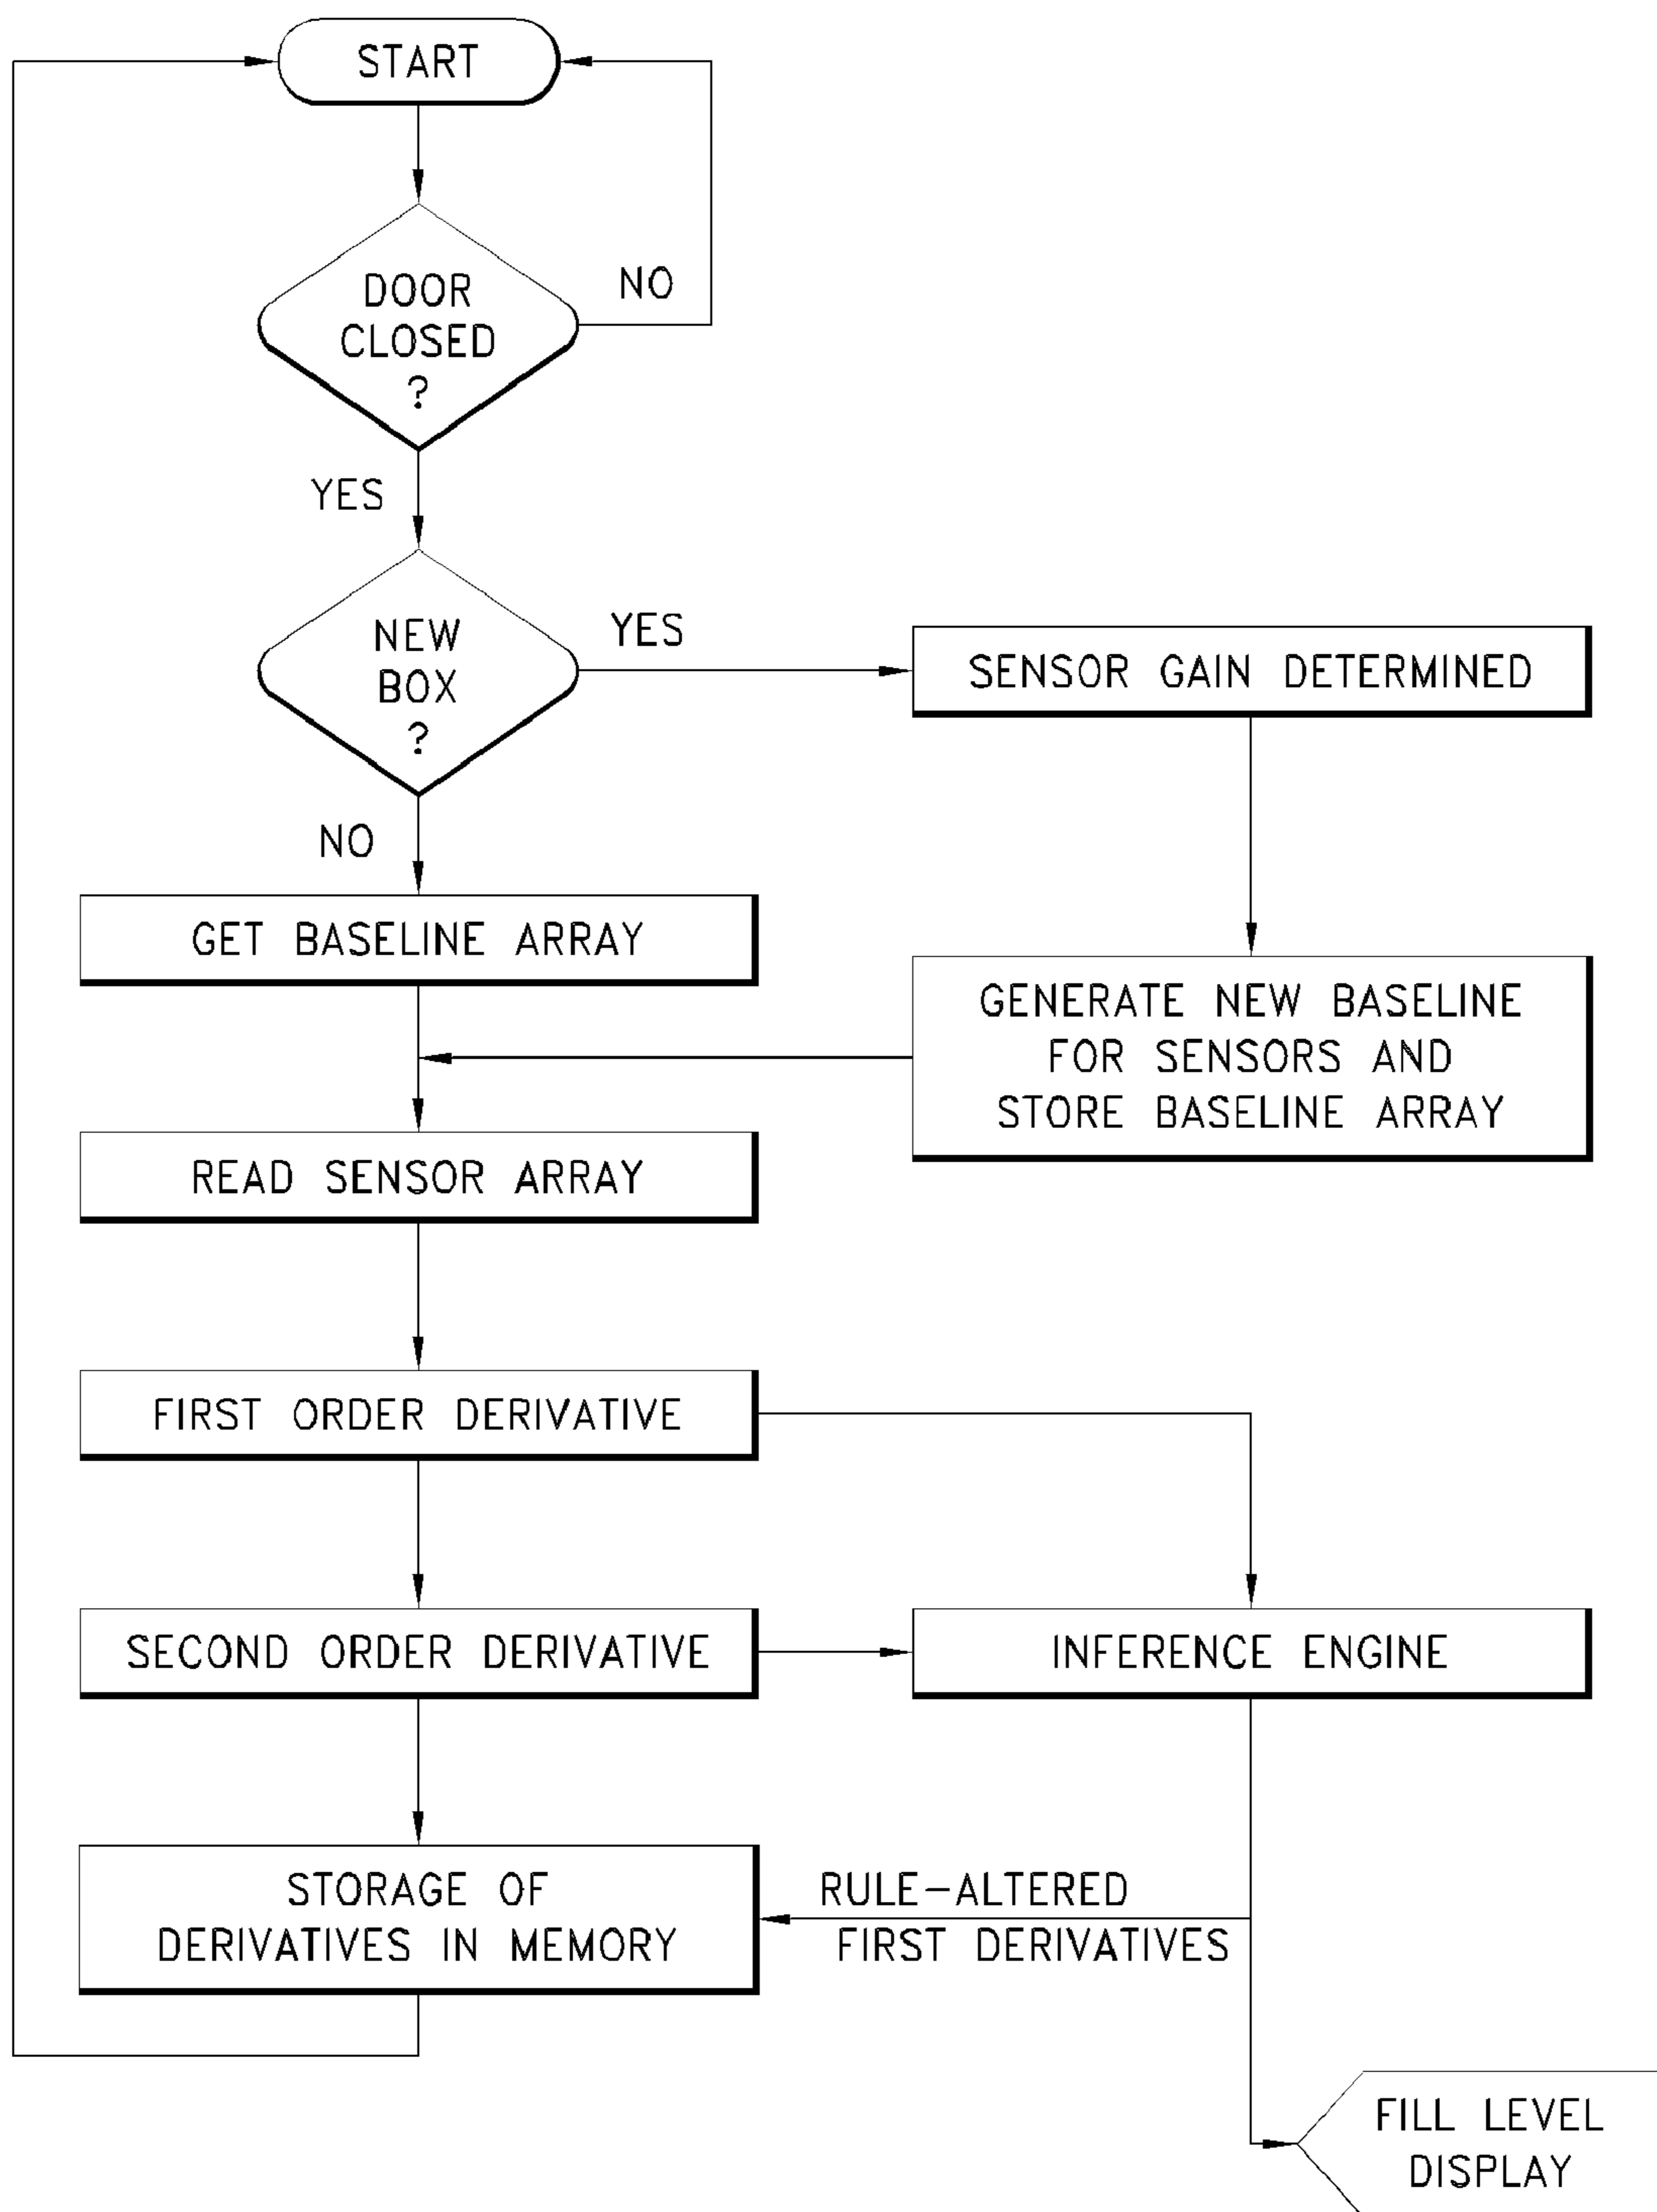 START
DOOR
CLOSED
?
NO
YES
NEW
BOX
?
YES
NO
SENSOR GAIN DETERMINED
GET BASELINE ARRAY
GENERATE NEW BASELINE
FOR SENSORS AND
STORE BASELINE ARRAY
READ SENSOR ARRAY
FIRST ORDER DERIVATIVE
SECOND ORDER DERIVATIVE
INFERENCE ENGINE
STORAGE OF
DERIVATIVES IN MEMORY
RULE-ALTERED
FIRST DERIVATIVES
FILL LEVEL
DISPLAY